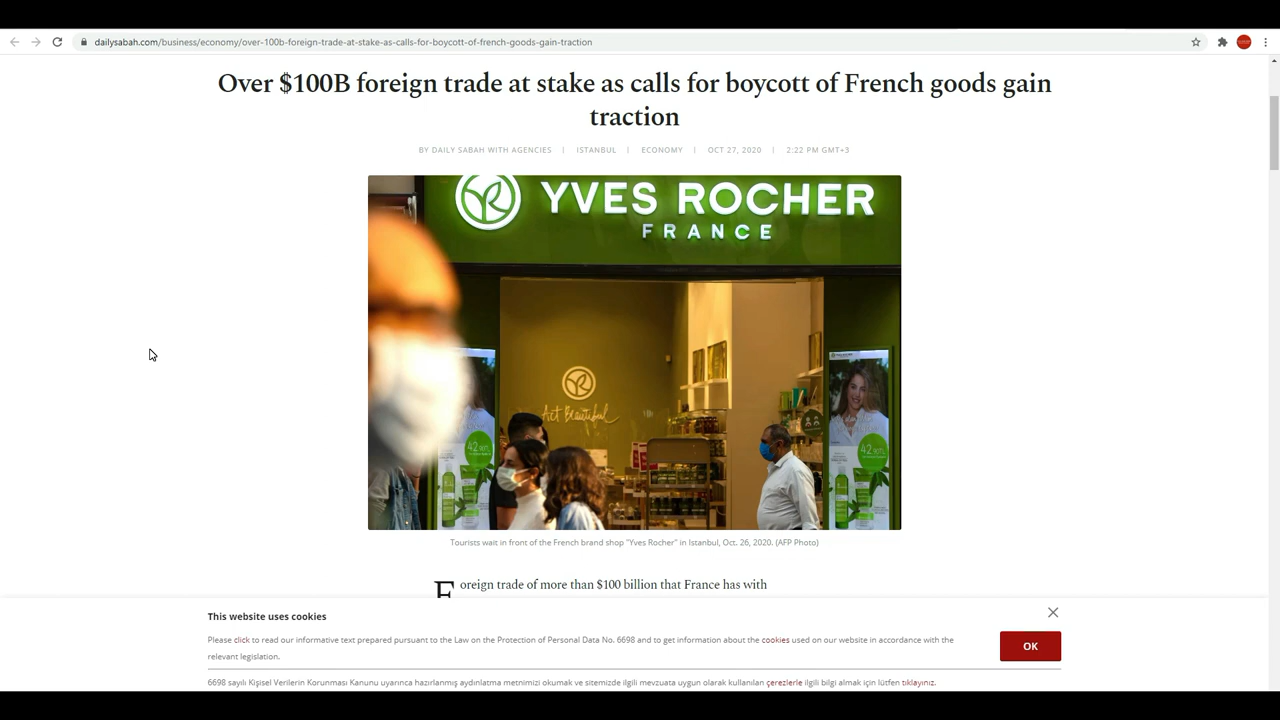 dailysabah.com/business/economy/over-100b-foreign-trade-at-stake-as-calls-for-boycott-of-french-goods-gain-traction
Over $100B foreign trade at stake as calls for boycott of French goods gain
traction
BY DAILY SABAH WITH AGENCIES | ISTANBUL | ECONOMY | OCT 27, 2020 | 2:22 PM GMT+3
YVES ROCHER
FRANCE
YR
Act Beautiful
Tourists wait in front of the French brand shop "Yves Rocher" in Istanbul, Oct. 26, 2020. (AFP Photo)
Foreign trade of more than $100 billion that France has with
This website uses cookies
Please click to read our informative text prepared pursuant to the Law on the Protection of Personal Data No. 6698 and to get information about the cookies used on our website in accordance with the
relevant legislation.
OK
6698 sayılı Kişisel Verilerin Korunması Kanunu uyarınca hazırlanmış aydınlatma metnimizi okumak ve sitemizde ilgili mevzuata uygun olarak kullanılan çerezlerle ilgili bilgi almak için lütfen tıklayınız.